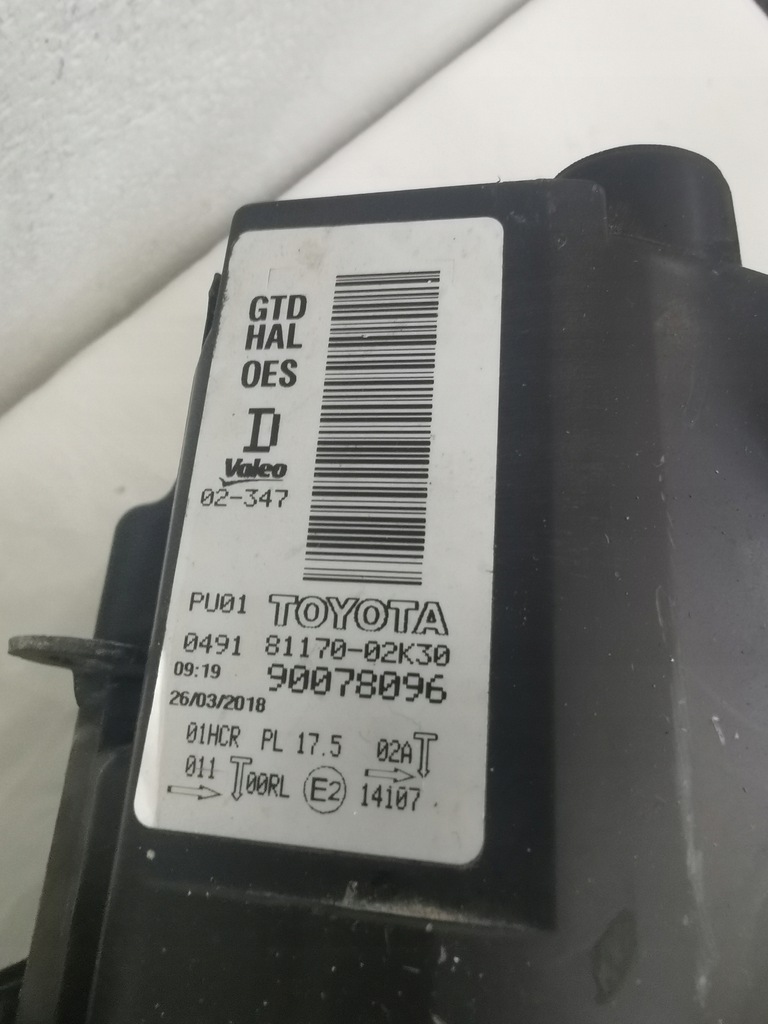 GTD
HAL
OES
D
Valeo
02-347
PU01 TOYOTA
0491 81170-02K30
09:19 90078096
26/03/2018
01HCR PL 17.5 02A
011 00RL E2 14107